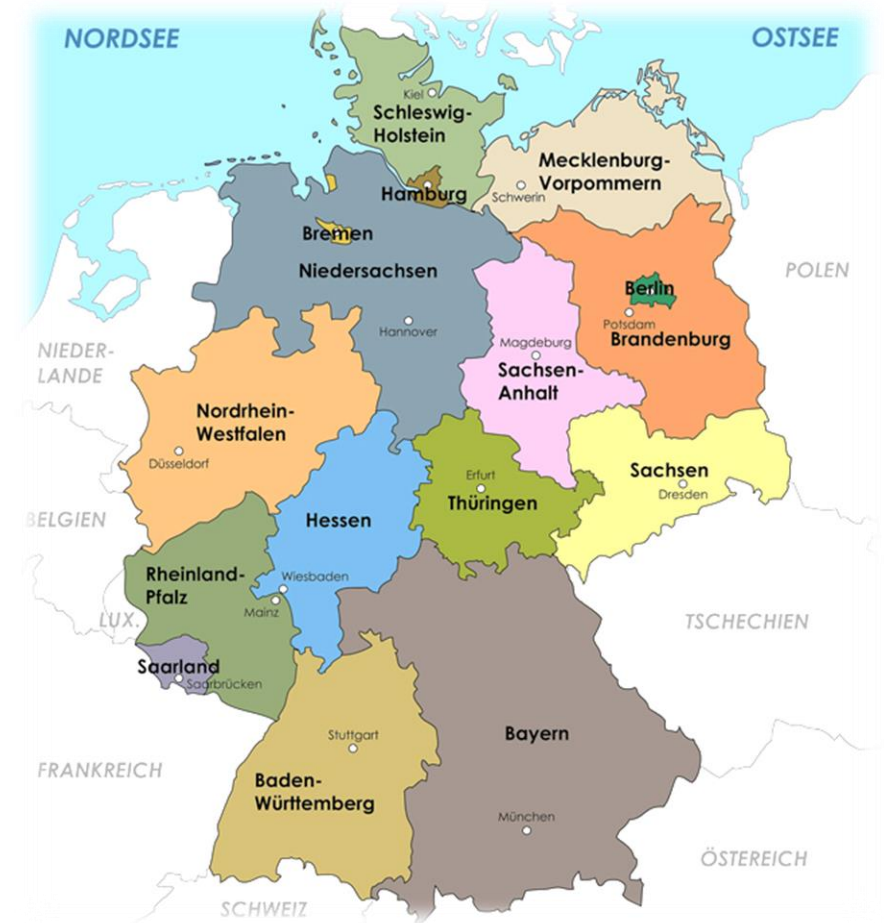 NORDSEE
OSTSEE
Kiel
Schleswig-
Holstein
Mecklenburg-
Vorpommern
Schwerin
Hamburg
Bremen
Niedersachsen
Hannover
Berlin
Potsdam
Brandenburg
POLEN
NIEDER-
LANDE
Magdeburg
Sachsen-
Anhalt
Nordrhein-
Westfalen
Düsseldorf
Sachsen
Dresden
Erfurt
Thüringen
Hessen
BELGIEN
Rheinland-
Pfalz
Wiesbaden
Mainz
LUX.
TSCHECHIEN
Saarland
Saarbrücken
Stuttgart
Bayern
FRANKREICH
Baden-
Württemberg
München
ÖSTEREICH
SCHWEIZ